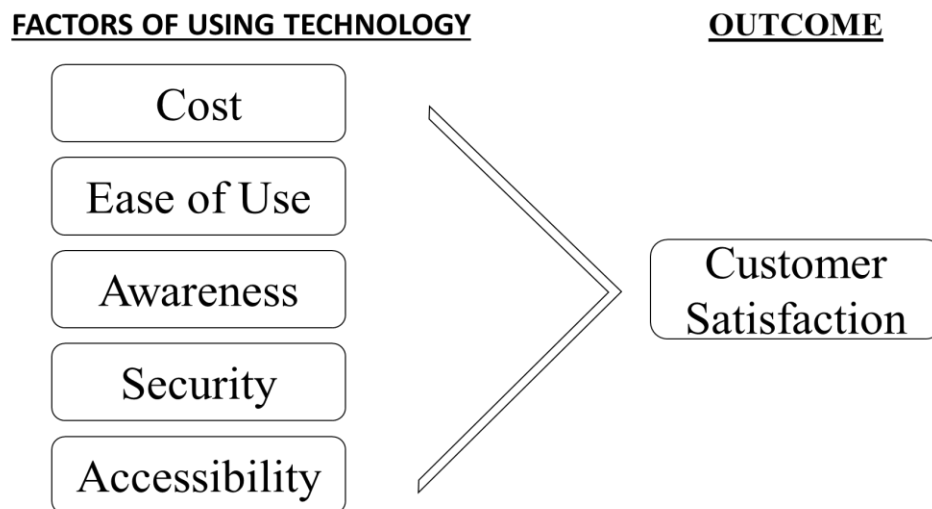 FACTORS OF USING TECHNOLOGY
OUTCOME
Cost
Ease of Use
Awareness
Security
Accessibility
Customer
Satisfaction